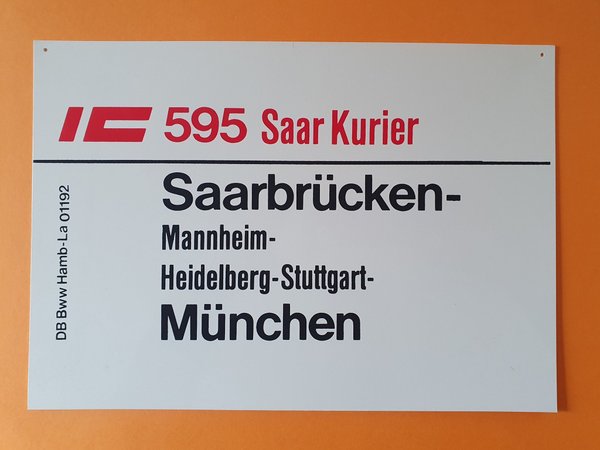 IC 595 Saar Kurier
Saarbrücken-
Mannheim-
Heidelberg-Stuttgart-
München
DB Bww Hamb-La 01192